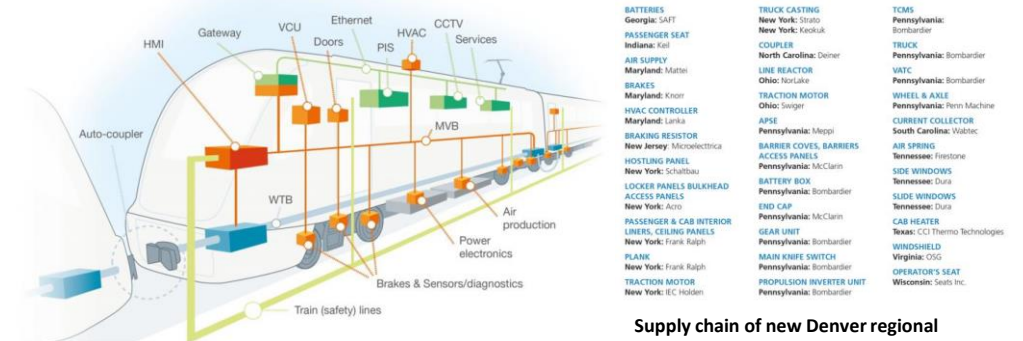 HMI
Gateway
VCU
Doors
Ethernet
PIS
HVAC
CCTV
Services
Auto-coupler
MVB
WTB
Air
production
Power
electronics
Brakes & Sensors/diagnostics
Train (safety) lines
BATTERIES
Georgia: SAFT
PASSENGER SEAT
Indiana: Keil
AIR SUPPLY
Maryland: Mattei
BRAKES
Maryland: Knorr
HVAC CONTROLLER
Maryland: Lanka
BRAKING RESISTOR
New Jersey: Microelecttrica
HOSTLING PANEL
New York: Schaltbau
LOCKER PANELS BULKHEAD
ACCESS PANELS
New York: Acro
PASSENGER & CAB INTERIOR
LINERS, CEILING PANELS
New York: Frank Ralph
PLANK
New York: Frank Ralph
TRACTION MOTOR
New York: IEC Holden
TRUCK CASTING
New York: Strato
New York: Keokuk
COUPLER
North Carolina: Deiner
LINE REACTOR
Ohio: NorLake
TRACTION MOTOR
Ohio: Swiger
APSE
Pennsylvania: Meppi
BARRIER COVES, BARRIERS
ACCESS PANELS
Pennsylvania: McClarin
BATTERY BOX
Pennsylvania: Bombardier
END CAP
Pennsylvania: McClarin
GEAR UNIT
Pennsylvania: Bombardier
MAIN KNIFE SWITCH
Pennsylvania: Bombardier
PROPULSION INVERTER UNIT
Pennsylvania: Bombardier
TCMS
Pennsylvania:
Bombardier
TRUCK
Pennsylvania: Bombardier
VATC
Pennsylvania: Bombardier
WHEEL & AXLE
Pennsylvania: Penn Machine
CURRENT COLLECTOR
South Carolina: Wabtec
AIR SPRING
Tennessee: Firestone
SIDE WINDOWS
Tennessee: Dura
SLIDE WINDOWS
Tennessee: Dura
CAB HEATER
Texas: CCI Thermo Technologies
WINDSHIELD
Virginia: OSG
OPERATOR'S SEAT
Wisconsin: Seats Inc.
Supply chain of new Denver regional